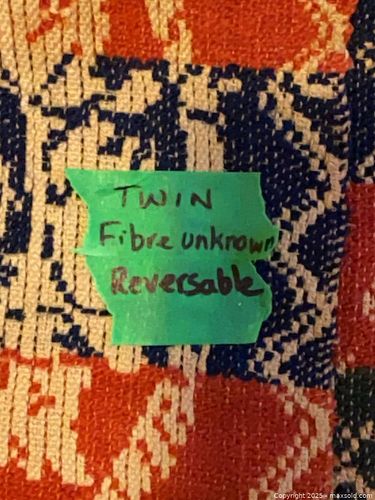 TWIN
Fibre unknown
Reversable
Copyright 2025 - maxsold.com